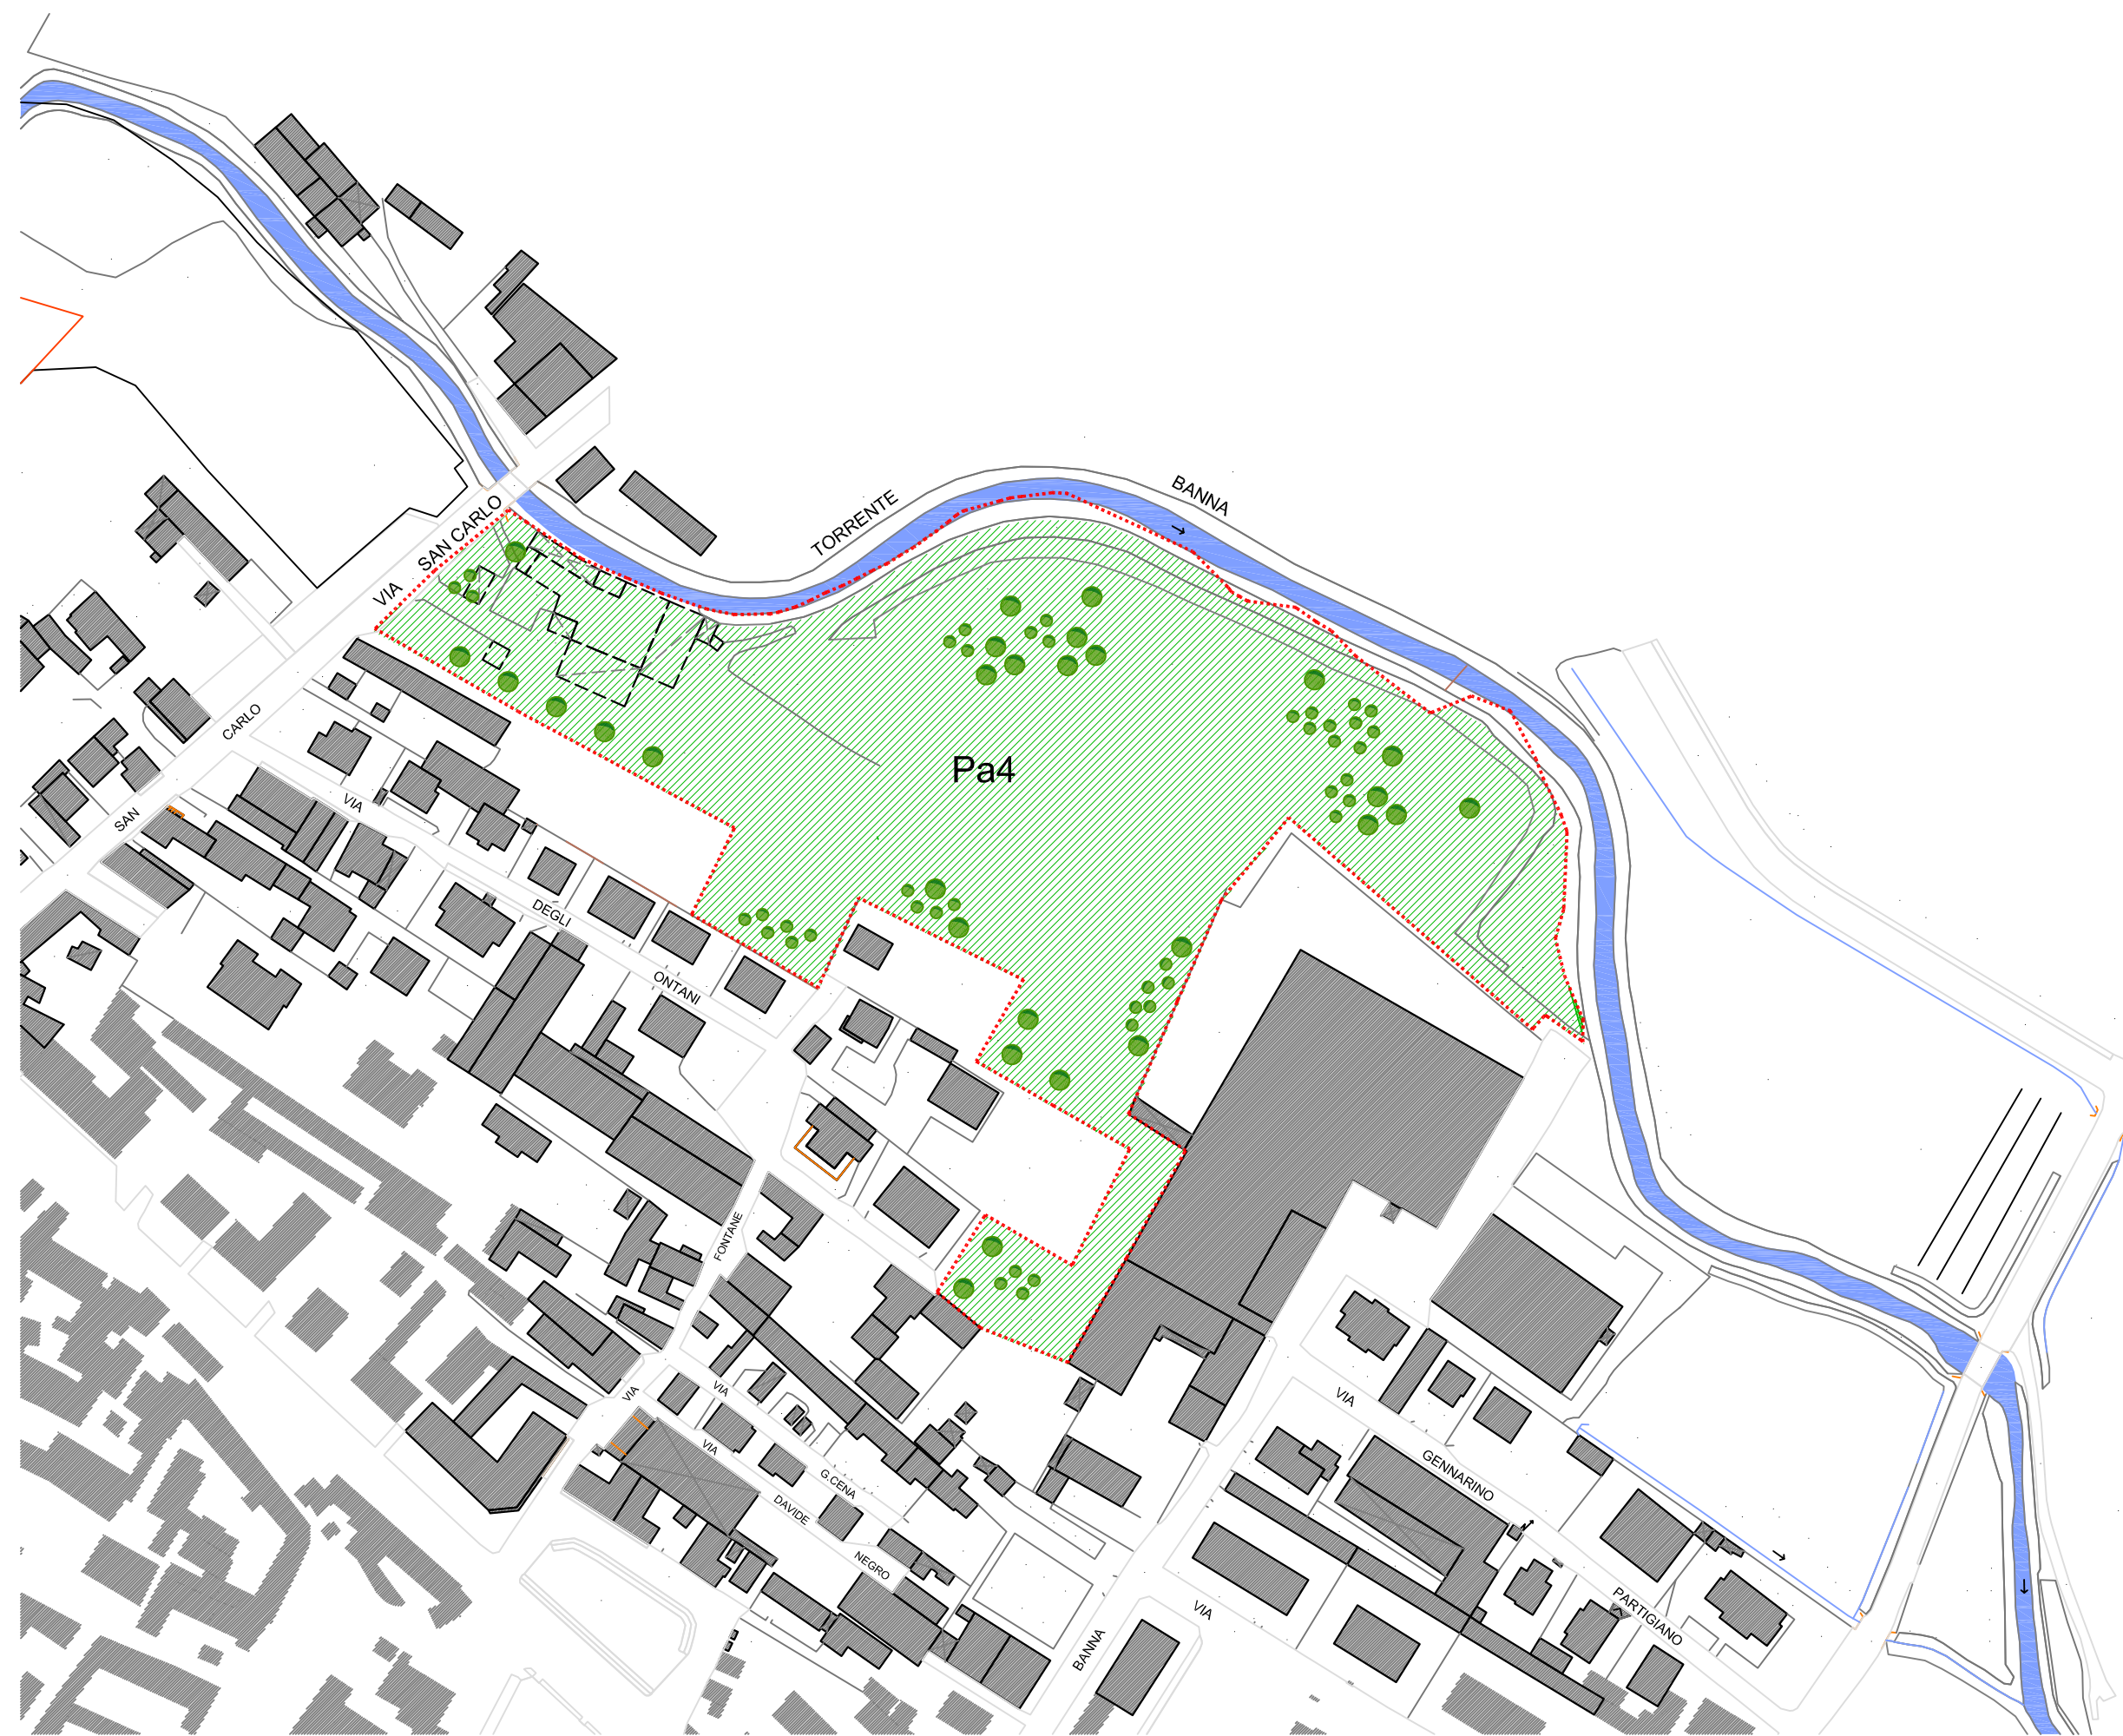 BANNA
TORRENTE
VIA SAN CARLO
SAN CARLO
Pa4
VIA DEGLI ONTANI
VIA FONTANE
VIA G.CENA
VIA DAVIDE NEGRO
VIA GENNARINO PARTIGIANO
VIA BANNA